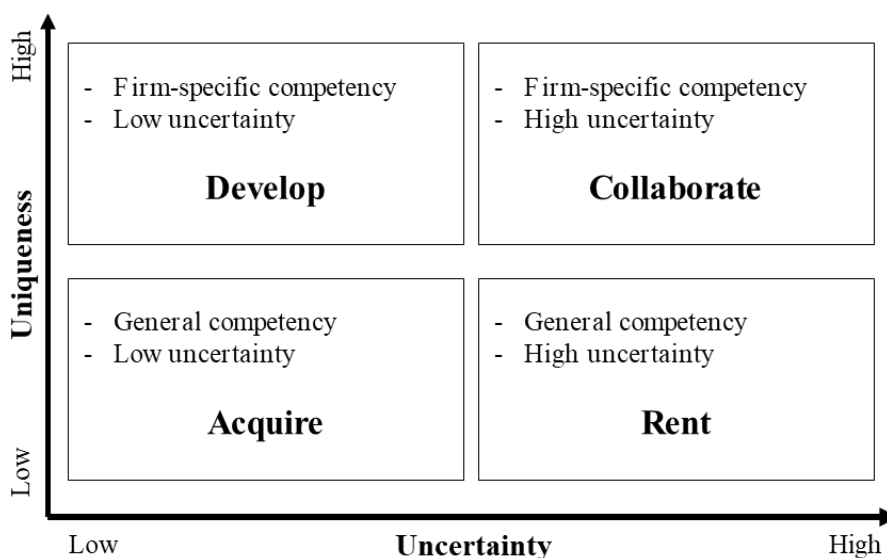 High
- Firm-specific competency
- Low uncertainty
Develop
- Firm-specific competency
- High uncertainty
Collaborate
Uniqueness
- General competency
- Low uncertainty
Acquire
- General competency
- High uncertainty
Rent
Low
Low
Uncertainty
High